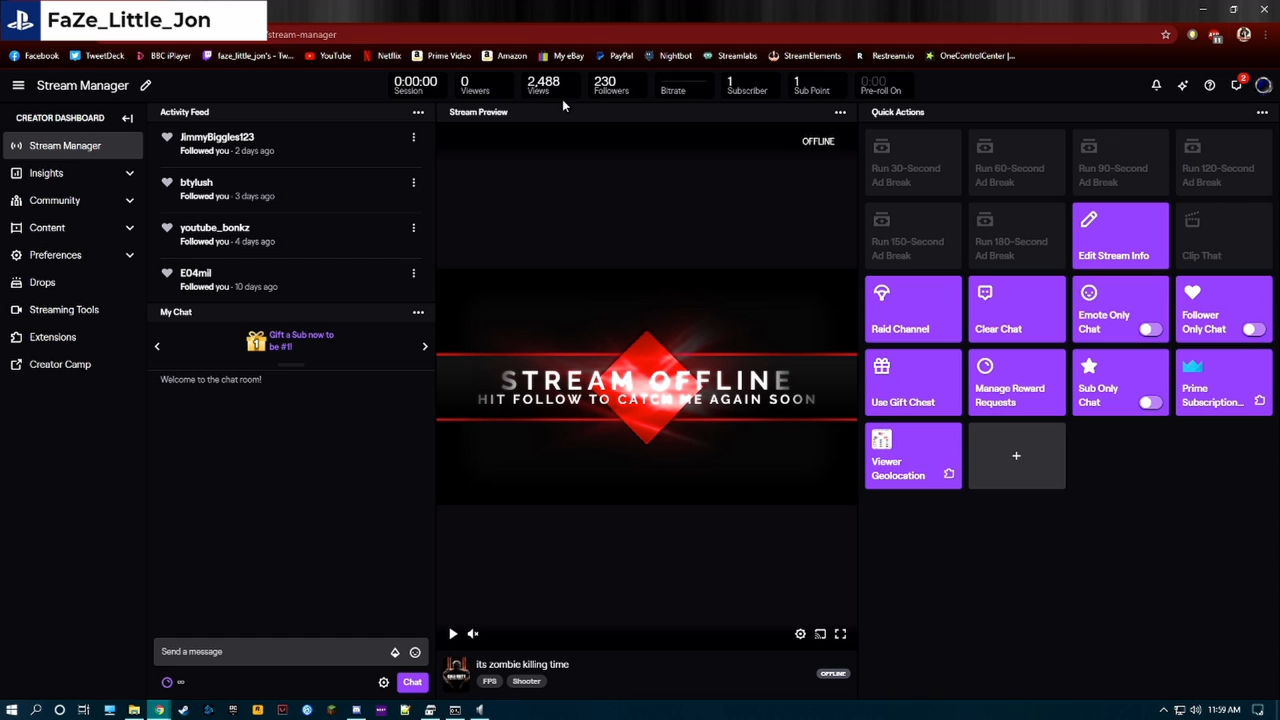 FaZe_Little_Jon
stream-manager
Facebook
TweetDeck
BBC iPlayer
faze_little_jon's - Tw...
YouTube
Netflix
Prime Video
Amazon
My eBay
PayPal
Nightbot
Streamlabs
StreamElements
Restream.io
OneControlCenter |...
Stream Manager
0:00:00
Session
0
Viewers
2,488
Views
230
Followers
Bitrate
1
Subscriber
1
Sub Point
0:00
Pre-roll On
2
CREATOR DASHBOARD
Stream Manager
Insights
Community
Content
Preferences
Drops
Streaming Tools
Extensions
Creator Camp
Activity Feed
JimmyBiggles123
Followed you · 2 days ago
btylush
Followed you · 3 days ago
youtube_bonkz
Followed you · 4 days ago
E04mil
Followed you · 10 days ago
My Chat
1
Gift a Sub now to
be #1!
Welcome to the chat room!
Send a message
∞
Chat
Stream Preview
OFFLINE
STREAM OFFLINE
HIT FOLLOW TO CATCH ME AGAIN SOON
its zombie killing time
FPS
Shooter
OFFLINE
Quick Actions
Run 30-Second
Ad Break
Run 60-Second
Ad Break
Run 90-Second
Ad Break
Run 120-Second
Ad Break
Run 150-Second
Ad Break
Run 180-Second
Ad Break
Edit Stream Info
Clip That
Raid Channel
Clear Chat
Emote Only
Chat
Follower
Only Chat
Use Gift Chest
Manage Reward
Requests
Sub Only
Chat
Prime
Subscription...
Viewer
Geolocation
+
11:59 AM